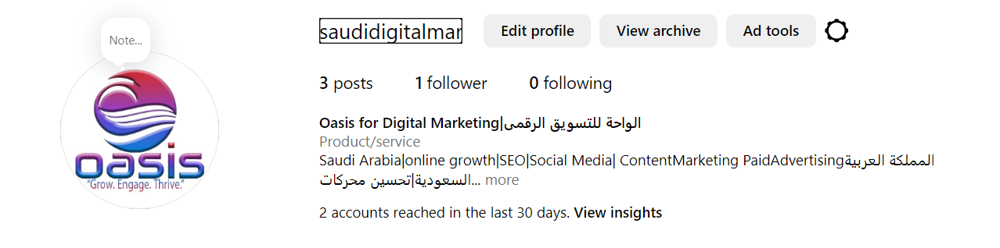 Note...
saudidigitalmar
Edit profile
View archive
Ad tools
3 posts
1 follower
0 following
oasis
"Grow. Engage. Thrive."
Oasis for Digital Marketing|الواحة للتسويق الرقمى
Product/service
Saudi Arabia|online growth|SEO|Social Media| ContentMarketing PaidAdvertisingالمملكة العربية
السعودية|تحسين محركات... more
2 accounts reached in the last 30 days. View insights